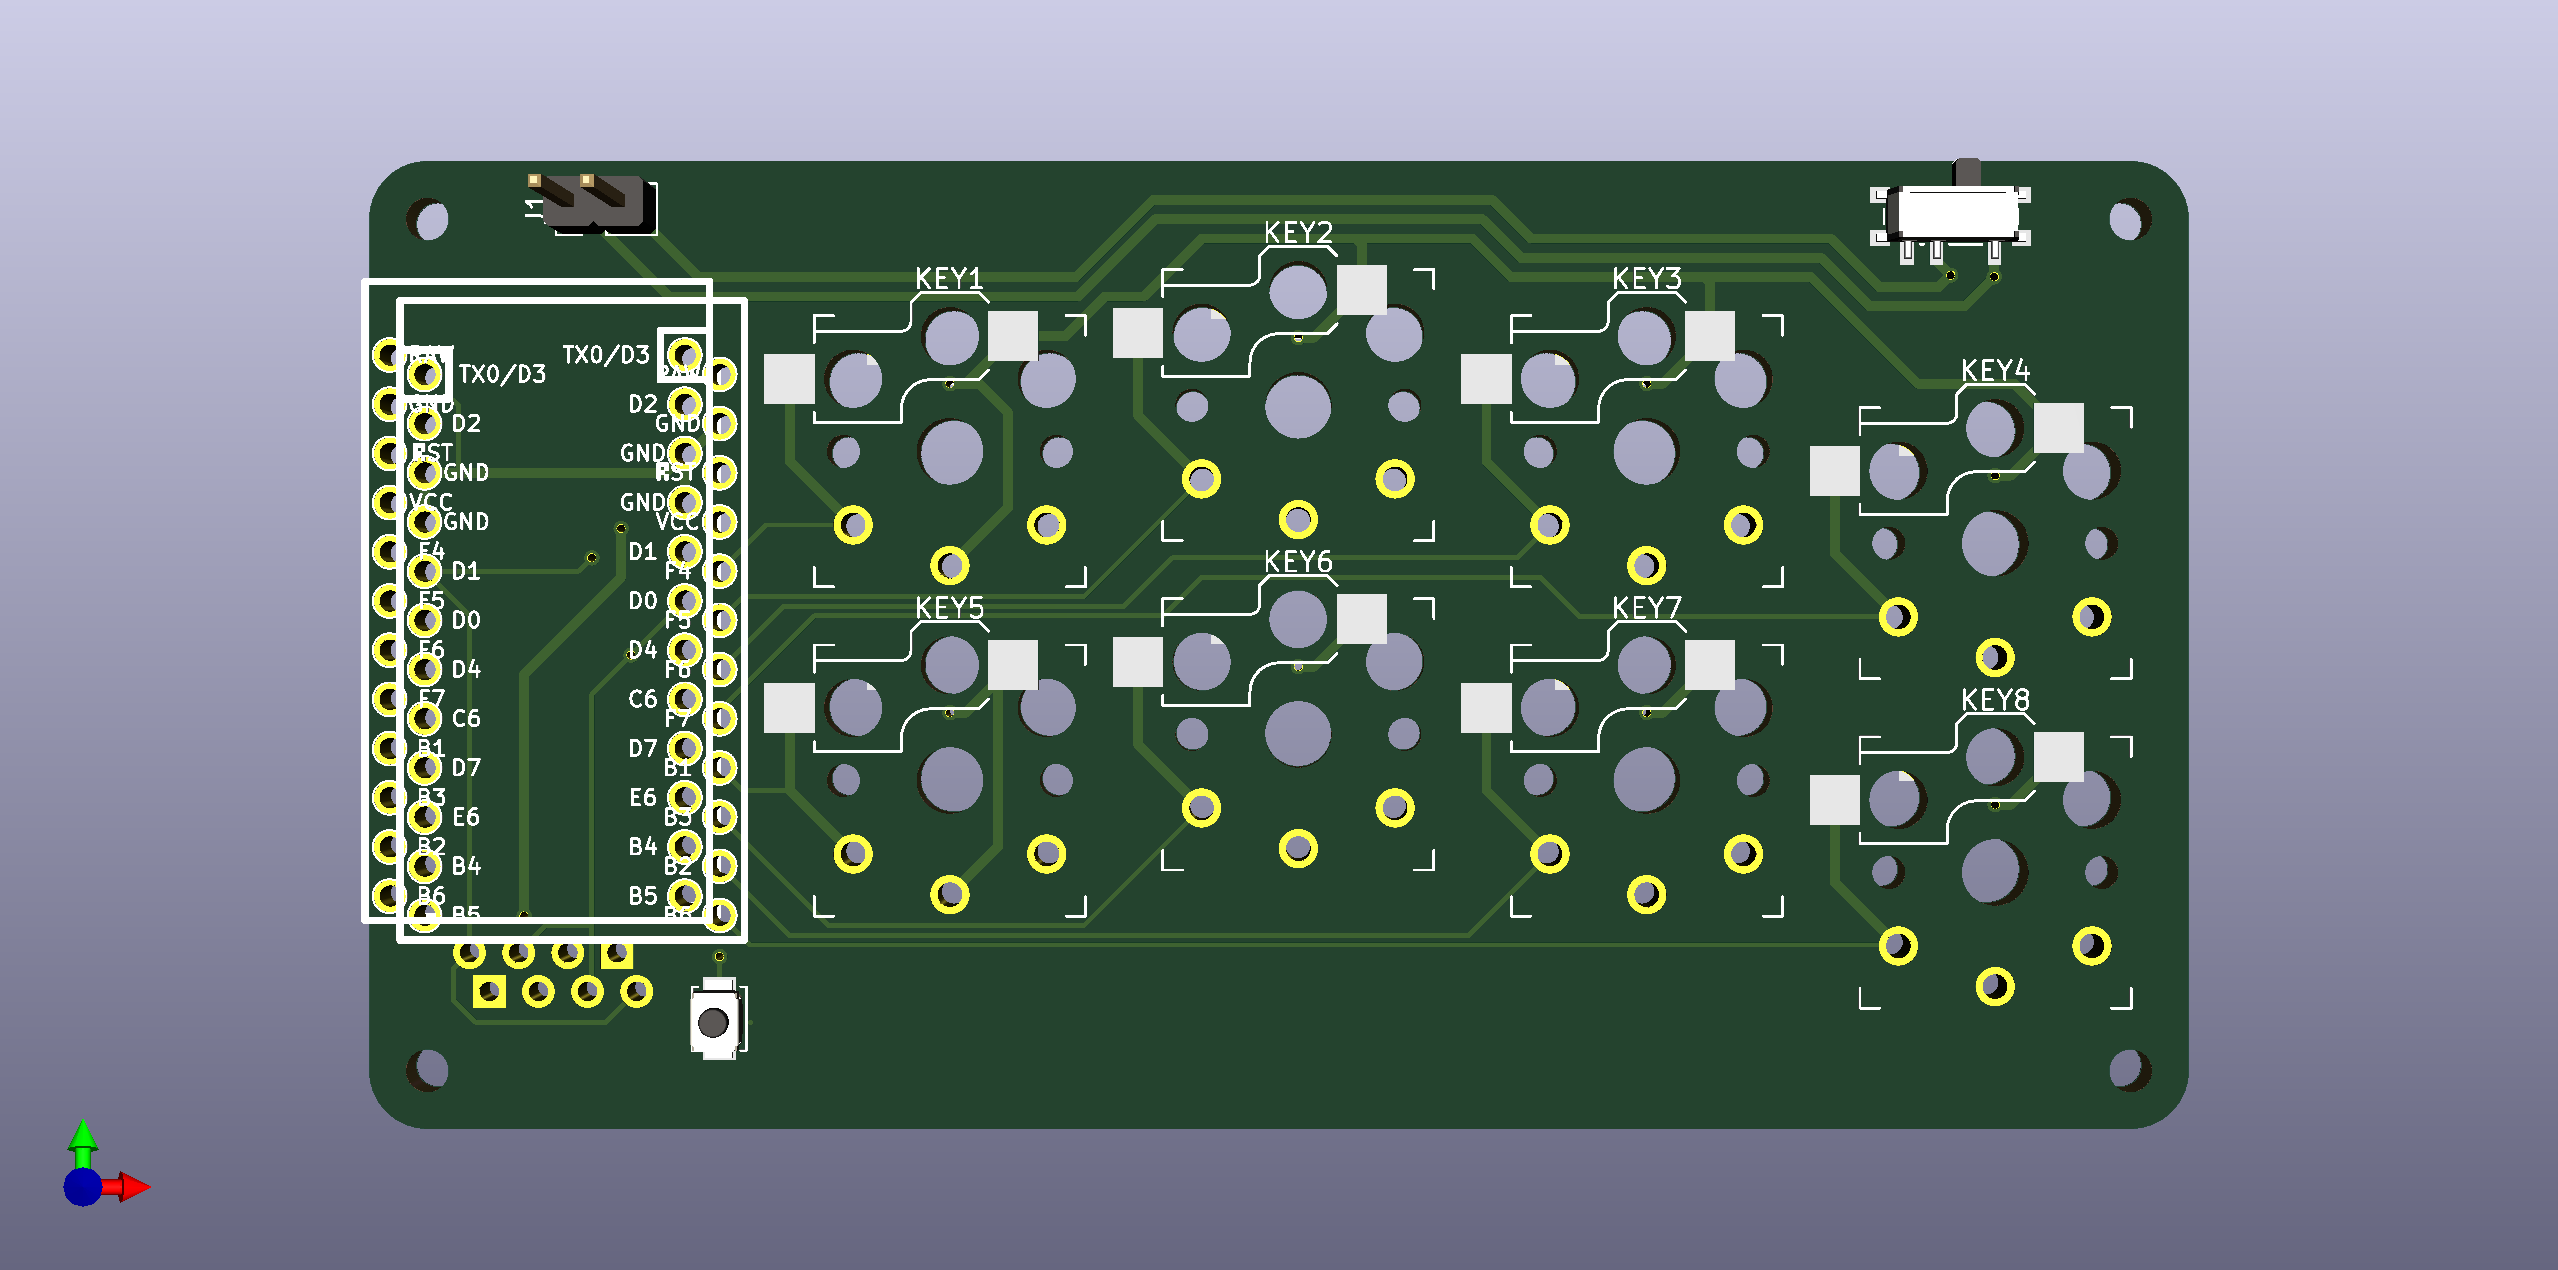 J1
KEY1
KEY2
KEY3
KEY4
KEY5
KEY6
KEY7
KEY8
RAW
GND
RST
VCC
F4
F5
F6
F7
B1
B3
B2
B6
TX0/D3
D2
GND
GND
D1
D0
D4
C6
D7
E6
B4
B5
TX0/D3
D2
GND
GND
D1
D0
D4
C6
D7
E6
B4
B5
RAW
GND
RST
VCC
F4
F5
F6
F7
B1
B3
B2
B6